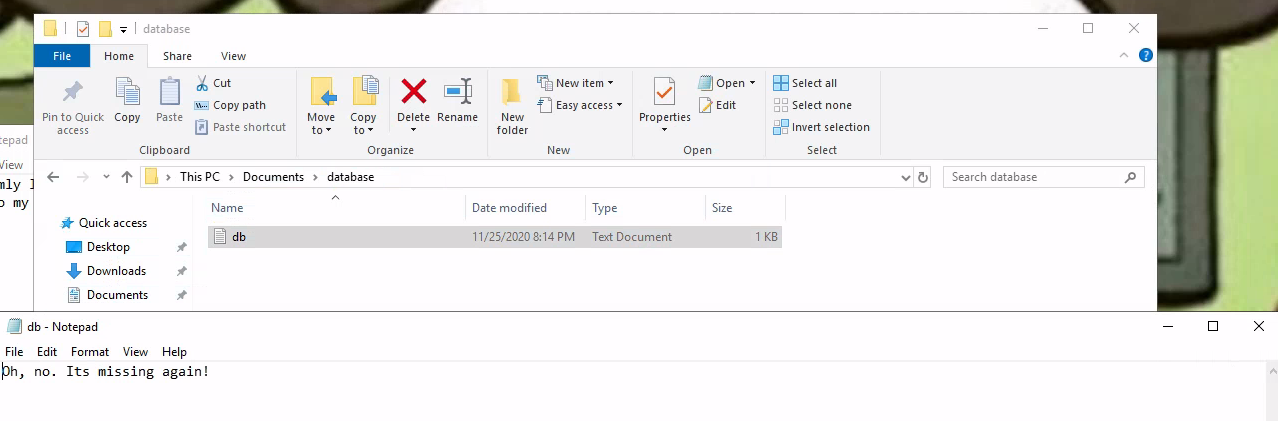 database
File Home Share View
Pin to Quick access
Copy
Paste
Cut
Copy path
Paste shortcut
Clipboard
Move to
Copy to
Delete
Rename
Organize
New folder
New item
Easy access
New
Properties
Open
Edit
Open
Select all
Select none
Invert selection
Select
This PC > Documents > database
Search database
Name Date modified Type Size
Quick access
Desktop
Downloads
Documents
db 11/25/2020 8:14 PM Text Document 1 KB
View
my
db - Notepad
File Edit Format View Help
Oh, no. Its missing again!